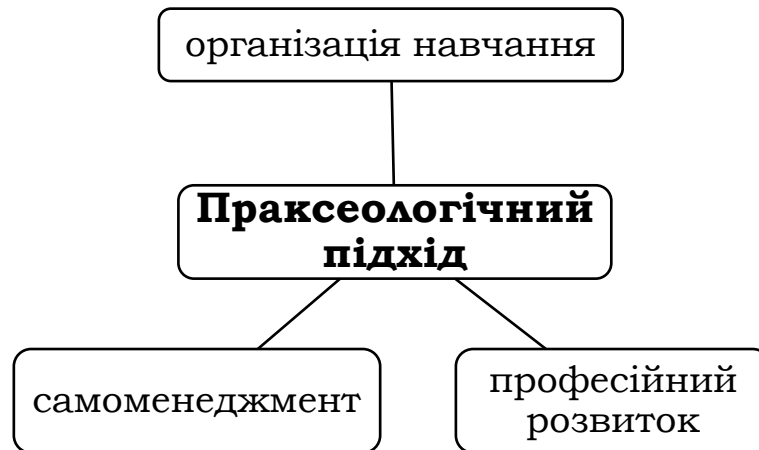 організація навчання
Праксеологічний
підхід
самоменеджмент
професійний
розвиток